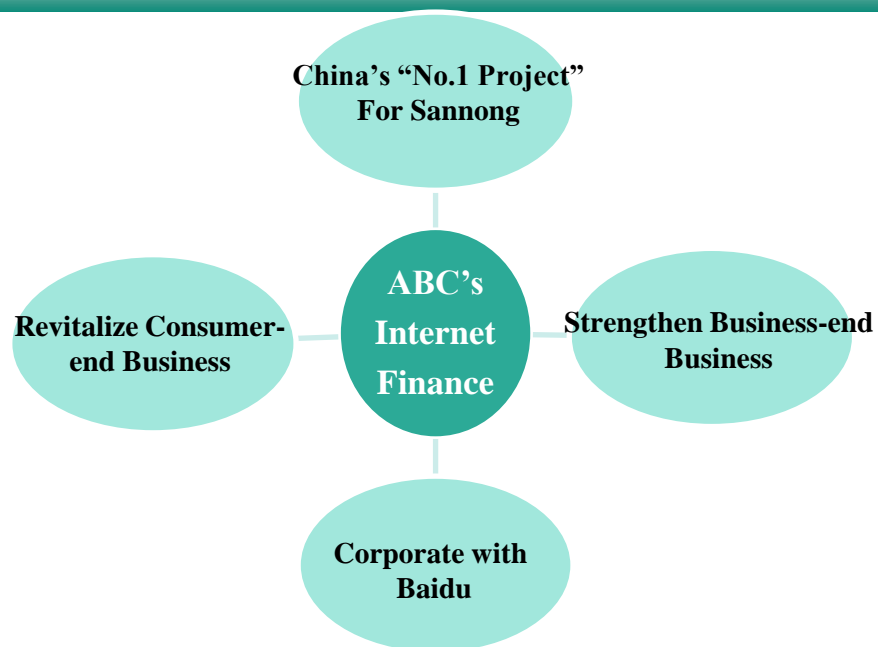 China’s “No.1 Project”
For Sannong
ABC’s
Internet
Finance
Revitalize Consumer-
end Business
Strengthen Business-end
Business
Corporate with
Baidu